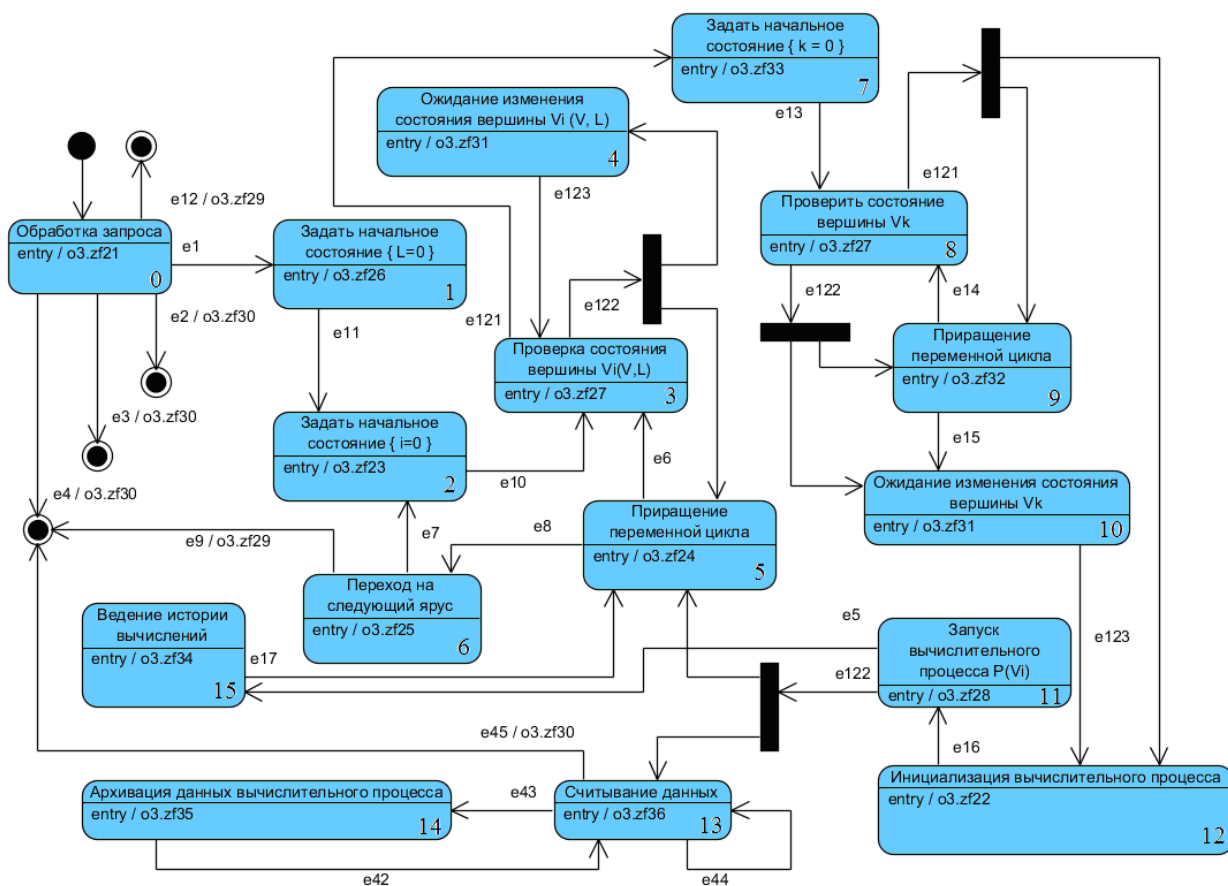 Задать начальное
состояние { k = 0 }
entry / o3.zf33
7
Ожидание изменения
состояния вершины Vi (V, L)
entry / o3.zf31
4
e13
e121
e12 / o3.zf29
e123
Проверить состояние
вершины Vk
entry / o3.zf27
8
Обработка запроса
entry / o3.zf21
0
e1
Задать начальное
состояние { L=0 }
entry / o3.zf26
1
e122
e14
e2 / o3.zf30
e11
e121
e122
Проверка состояния
вершины Vi(V,L)
entry / o3.zf27
3
Приращение
переменной цикла
entry / o3.zf32
9
e3 / o3.zf30
Задать начальное
состояние { i=0 }
entry / o3.zf23
2
e10
e6
e15
e4 / o3.zf30
Ожидание изменения состояния
вершины Vk
entry / o3.zf31
10
e9 / o3.zf29
e7
e8
Приращение
переменной цикла
entry / o3.zf24
5
Переход на
следующий ярус
entry / o3.zf25
6
Ведение истории
вычислений
entry / o3.zf34
15
e17
e5
Запуск
вычислительного
процесса P(Vi)
entry / o3.zf28
11
e123
e122
e45 / o3.zf30
e16
Архивация данных вычислительного процесса
entry / o3.zf35
14
e43
Считывание данных
entry / o3.zf36
13
Инициализация вычислительного процесса
entry / o3.zf22
12
e42
e44